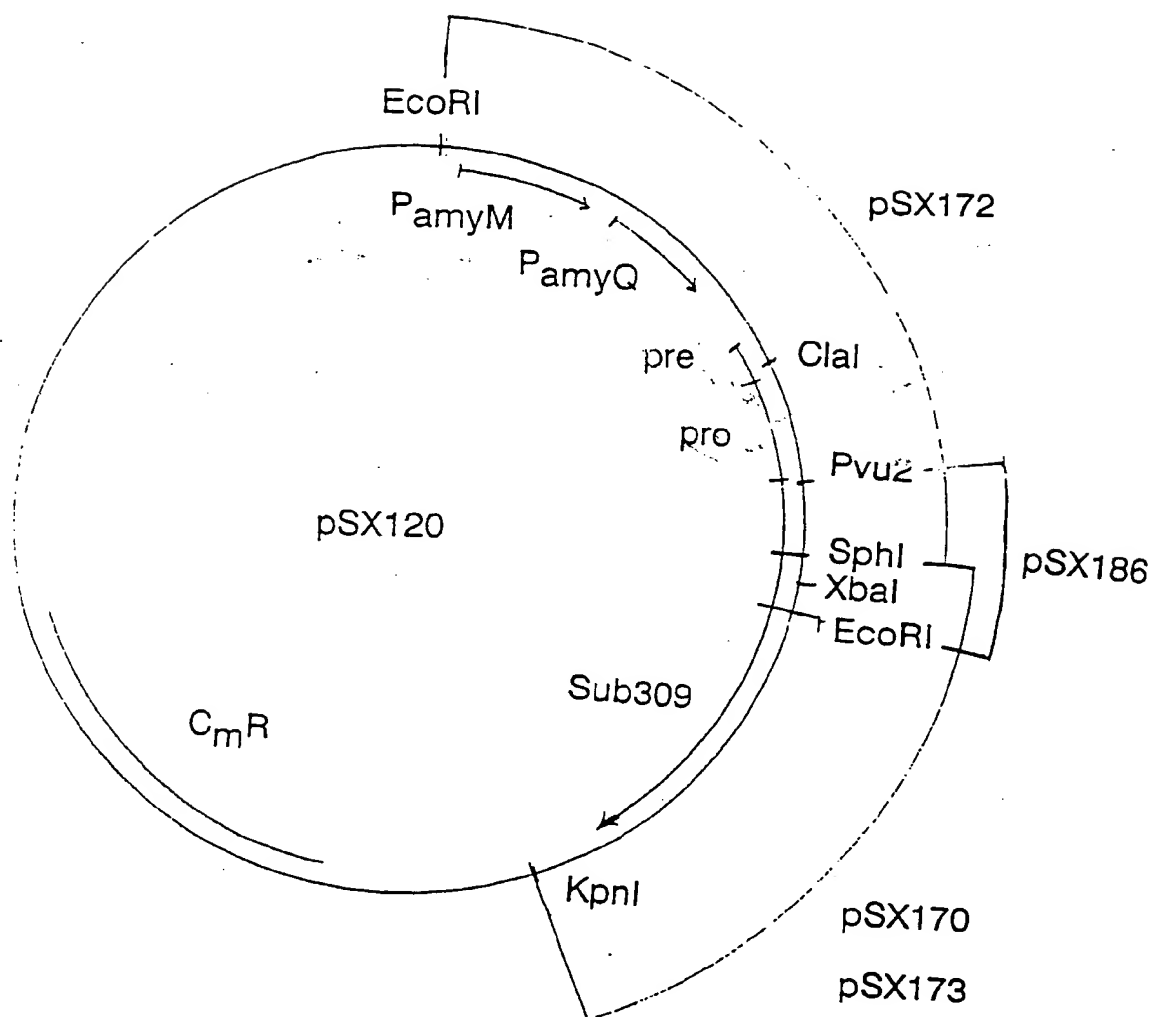 EcoRI
PamyM
pSX172
PamyQ
pre
ClaI
pro
Pvu2
pSX120
SphI
pSX186
XbaI
EcoRI
Sub309
CmR
KpnI
pSX170
pSX173